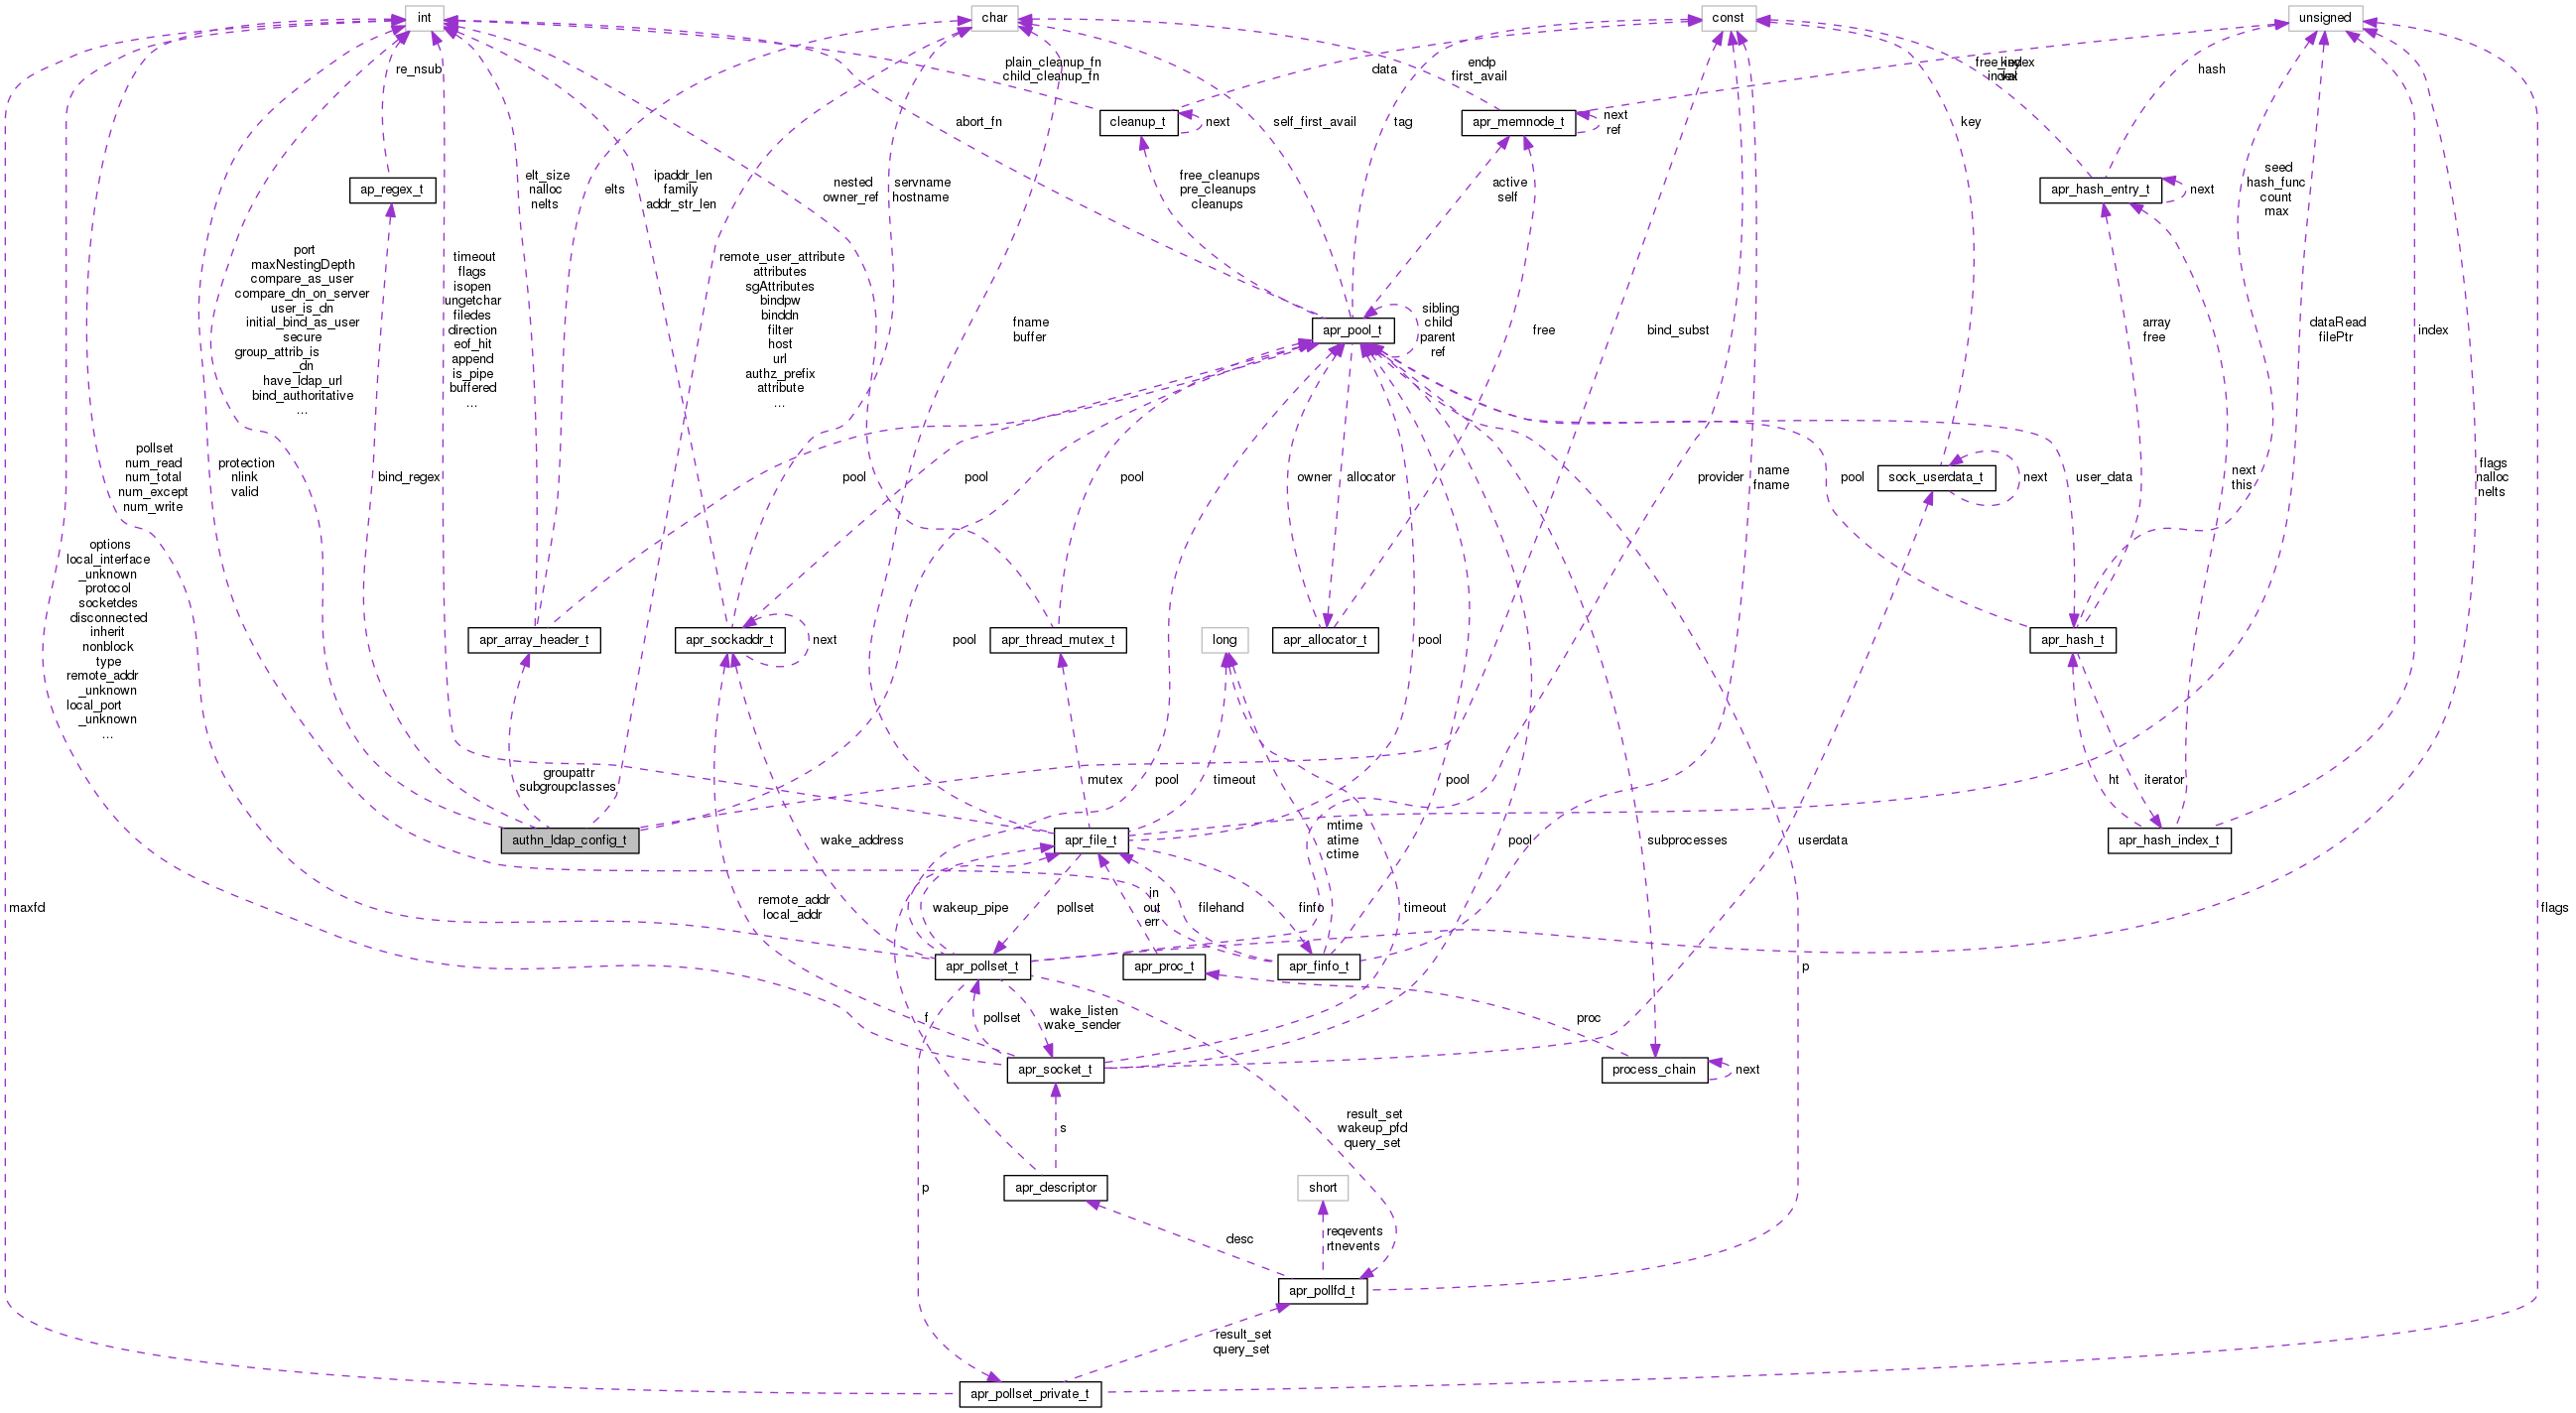 int
char
const
unsigned
re_nsub
plain_cleanup_fn
child_cleanup_fn
data
endp
first_avail
hash
cleanup_t
next
abort_fn
self_first_avail
tag
apr_memnode_t
next
ref
key
ap_regex_t
elt_size
nalloc
nelts
elts
ipaddr_len
family
addr_str_len
nested
owner_ref
servname
hostname
free_cleanups
pre_cleanups
cleanups
active
self
apr_hash_entry_t
next
seed
hash_func
count
max
port
maxNestingDepth
compare_as_user
compare_dn_on_server
user_is_dn
initial_bind_as_user
secure
group_attrib_is
_dn
have_ldap_url
bind_authoritative
...
timeout
flags
isopen
ungetchar
filedes
direction
eof_hit
append
is_pipe
buffered
...
remote_user_attribute
attributes
sgAttributes
bindpw
binddn
filter
host
url
authz_prefix
attribute
...
fname
buffer
apr_pool_t
sibling
child
parent
ref
free
bind_subst
array
free
dataRead
filePtr
index
pollset
num_read
num_total
num_except
num_write
protection
nlink
valid
bind_regex
pool
pool
pool
owner
allocator
provider
name
fname
pool
sock_userdata_t
next
user_data
next
this
flags
nalloc
nelts
options
local_interface
_unknown
protocol
socketdes
disconnected
inherit
nonblock
type
remote_addr
_unknown
local_port
_unknown
...
apr_array_header_t
apr_sockaddr_t
next
pool
apr_thread_mutex_t
long
apr_allocator_t
pool
apr_hash_t
groupattr
subgroupclasses
mutex
pool
timeout
pool
ht
iterator
authn_ldap_config_t
wake_address
apr_file_t
mtime
atime
ctime
pool
subprocesses
userdata
apr_hash_index_t
maxfd
remote_addr
local_addr
wakeup_pipe
pollset
in
out
err
filehand
finfo
timeout
flags
apr_pollset_t
apr_proc_t
apr_finfo_t
p
f
pollset
wake_listen
wake_sender
proc
apr_socket_t
process_chain
next
s
result_set
wakeup_pfd
query_set
p
apr_descriptor
short
desc
reqevents
rtnevents
apr_pollfd_t
result_set
query_set
apr_pollset_private_t